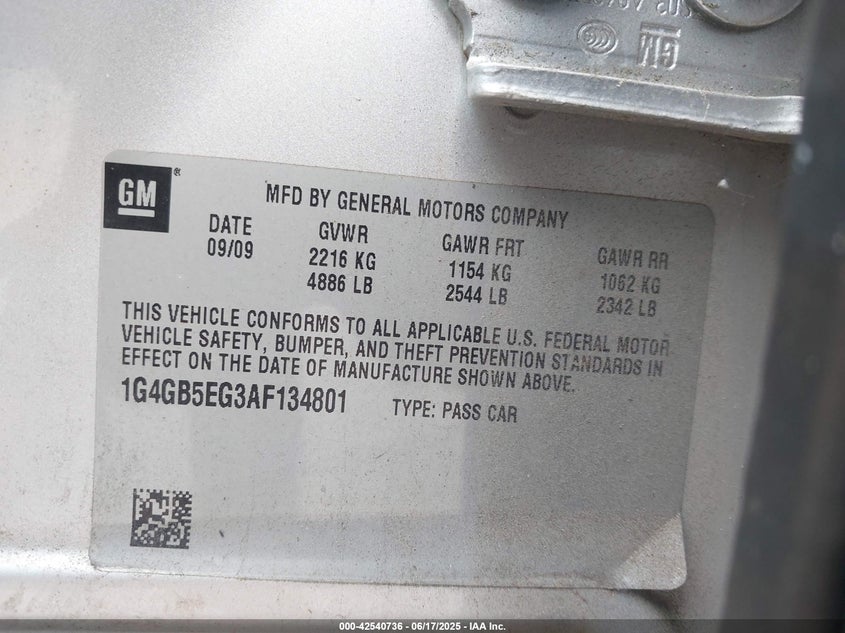 GM
GM ®
MFD BY GENERAL MOTORS COMPANY
DATE GVWR GAWR FRT GAWR RR
09/09 2216 KG 1154 KG 1062 KG
4886 LB 2544 LB 2342 LB
THIS VEHICLE CONFORMS TO ALL APPLICABLE U.S. FEDERAL MOTOR
VEHICLE SAFETY, BUMPER, AND THEFT PREVENTION STANDARDS IN
EFFECT ON THE DATE OF MANUFACTURE SHOWN ABOVE.
1G4GB5EG3AF134801 TYPE: PASS CAR
000-42540736 - 06/17/2025 - IAA Inc.